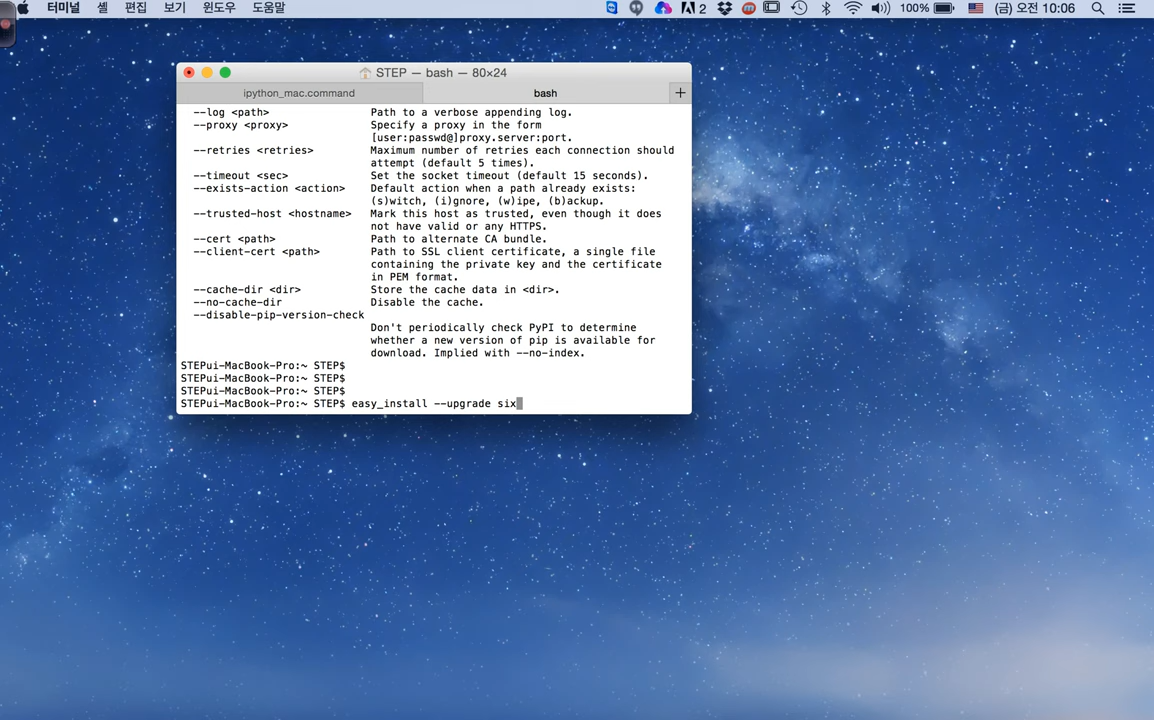 터미널 셸 편집 보기 윈도우 도움말 2 100% (금) 오전 10:06
STEP — bash — 80×24
ipython_mac.command bash +
--log <path> Path to a verbose appending log.
--proxy <proxy> Specify a proxy in the form
[user:passwd@]proxy.server:port.
--retries <retries> Maximum number of retries each connection should
attempt (default 5 times).
--timeout <sec> Set the socket timeout (default 15 seconds).
--exists-action <action> Default action when a path already exists:
(s)witch, (i)gnore, (w)ipe, (b)ackup.
--trusted-host <hostname> Mark this host as trusted, even though it does
not have valid or any HTTPS.
--cert <path> Path to alternate CA bundle.
--client-cert <path> Path to SSL client certificate, a single file
containing the private key and the certificate
in PEM format.
--cache-dir <dir> Store the cache data in <dir>.
--no-cache-dir Disable the cache.
--disable-pip-version-check
Don't periodically check PyPI to determine
whether a new version of pip is available for
download. Implied with --no-index.
STEPui-MacBook-Pro:~ STEP$
STEPui-MacBook-Pro:~ STEP$
STEPui-MacBook-Pro:~ STEP$
STEPui-MacBook-Pro:~ STEP$ easy_install --upgrade six